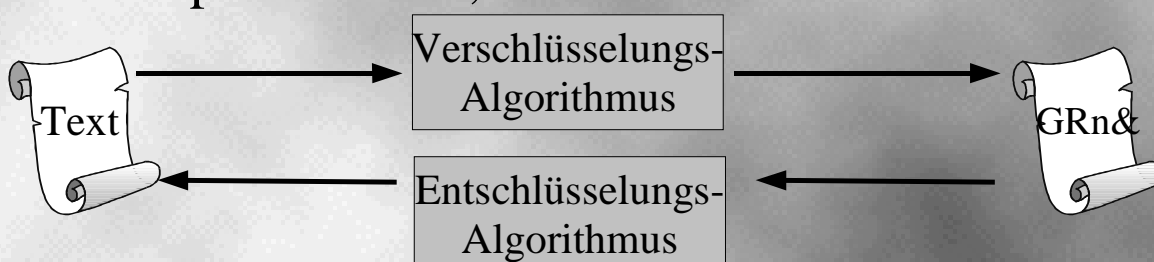 Verschlüsselungs-
Algorithmus
Text
GRn&
Entschlüsselungs-
Algorithmus